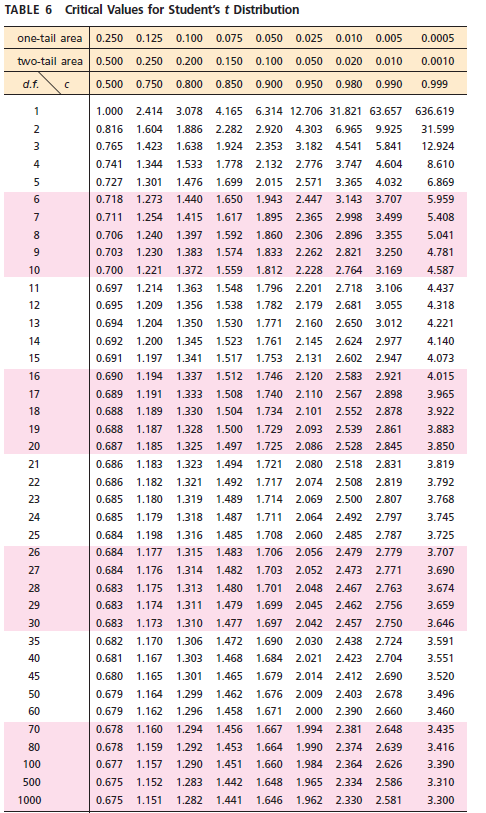 TABLE 6 Critical Values for Student's t Distribution
one-tail area 0.250 0.125 0.100 0.075 0.050 0.025 0.010 0.005 0.0005
two-tail area 0.500 0.250 0.200 0.150 0.100 0.050 0.020 0.010 0.0010
d.f. c 0.500 0.750 0.800 0.850 0.900 0.950 0.980 0.990 0.999
1 1.000 2.414 3.078 4.165 6.314 12.706 31.821 63.657 636.619
2 0.816 1.604 1.886 2.282 2.920 4.303 6.965 9.925 31.599
3 0.765 1.423 1.638 1.924 2.353 3.182 4.541 5.841 12.924
4 0.741 1.344 1.533 1.778 2.132 2.776 3.747 4.604 8.610
5 0.727 1.301 1.476 1.699 2.015 2.571 3.365 4.032 6.869
6 0.718 1.273 1.440 1.650 1.943 2.447 3.143 3.707 5.959
7 0.711 1.254 1.415 1.617 1.895 2.365 2.998 3.499 5.408
8 0.706 1.240 1.397 1.592 1.860 2.306 2.896 3.355 5.041
9 0.703 1.230 1.383 1.574 1.833 2.262 2.821 3.250 4.781
10 0.700 1.221 1.372 1.559 1.812 2.228 2.764 3.169 4.587
11 0.697 1.214 1.363 1.548 1.796 2.201 2.718 3.106 4.437
12 0.695 1.209 1.356 1.538 1.782 2.179 2.681 3.055 4.318
13 0.694 1.204 1.350 1.530 1.771 2.160 2.650 3.012 4.221
14 0.692 1.200 1.345 1.523 1.761 2.145 2.624 2.977 4.140
15 0.691 1.197 1.341 1.517 1.753 2.131 2.602 2.947 4.073
16 0.690 1.194 1.337 1.512 1.746 2.120 2.583 2.921 4.015
17 0.689 1.191 1.333 1.508 1.740 2.110 2.567 2.898 3.965
18 0.688 1.189 1.330 1.504 1.734 2.101 2.552 2.878 3.922
19 0.688 1.187 1.328 1.500 1.729 2.093 2.539 2.861 3.883
20 0.687 1.185 1.325 1.497 1.725 2.086 2.528 2.845 3.850
21 0.686 1.183 1.323 1.494 1.721 2.080 2.518 2.831 3.819
22 0.686 1.182 1.321 1.492 1.717 2.074 2.508 2.819 3.792
23 0.685 1.180 1.319 1.489 1.714 2.069 2.500 2.807 3.768
24 0.685 1.179 1.318 1.487 1.711 2.064 2.492 2.797 3.745
25 0.684 1.198 1.316 1.485 1.708 2.060 2.485 2.787 3.725
26 0.684 1.177 1.315 1.483 1.706 2.056 2.479 2.779 3.707
27 0.684 1.176 1.314 1.482 1.703 2.052 2.473 2.771 3.690
28 0.683 1.175 1.313 1.480 1.701 2.048 2.467 2.763 3.674
29 0.683 1.174 1.311 1.479 1.699 2.045 2.462 2.756 3.659
30 0.683 1.173 1.310 1.477 1.697 2.042 2.457 2.750 3.646
35 0.682 1.170 1.306 1.472 1.690 2.030 2.438 2.724 3.591
40 0.681 1.167 1.303 1.468 1.684 2.021 2.423 2.704 3.551
45 0.680 1.165 1.301 1.465 1.679 2.014 2.412 2.690 3.520
50 0.679 1.164 1.299 1.462 1.676 2.009 2.403 2.678 3.496
60 0.679 1.162 1.296 1.458 1.671 2.000 2.390 2.660 3.460
70 0.678 1.160 1.294 1.456 1.667 1.994 2.381 2.648 3.435
80 0.678 1.159 1.292 1.453 1.664 1.990 2.374 2.639 3.416
100 0.677 1.157 1.290 1.451 1.660 1.984 2.364 2.626 3.390
500 0.675 1.152 1.283 1.442 1.648 1.965 2.334 2.586 3.310
1000 0.675 1.151 1.282 1.441 1.646 1.962 2.330 2.581 3.300